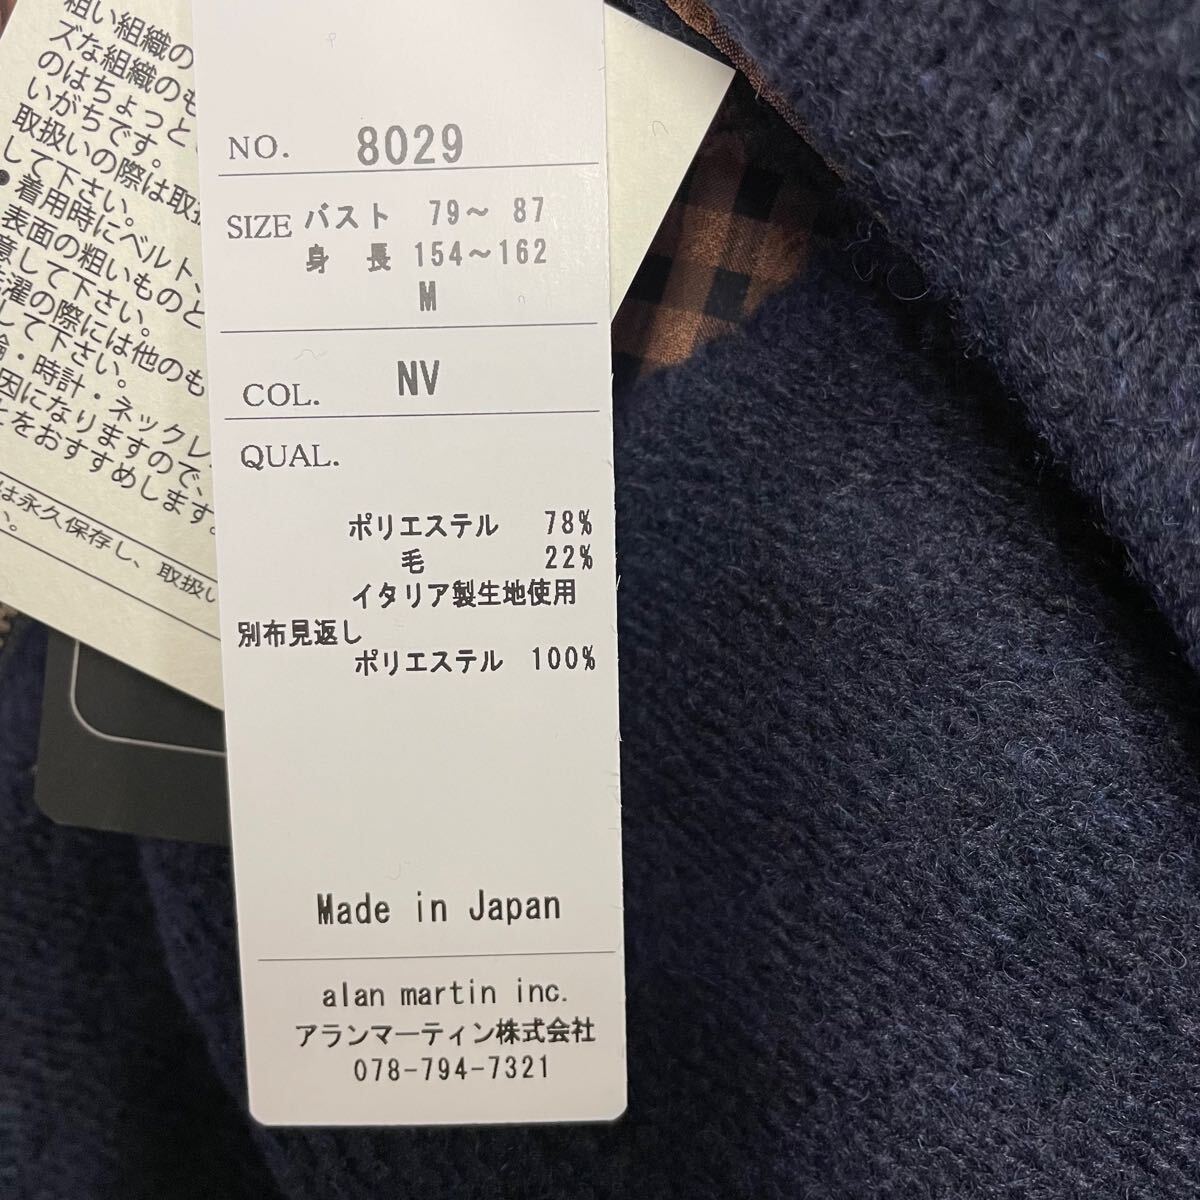 粗い組織の
ズな組織のも
のはちょっと
いがちです。
取扱いの際は取扱
して下さい。
●着用時にベルト、
表面の粗いものと
意して下さい。
洗濯の際には他のも
して下さい。
輪・時計・ネックレ
因になりますので、
とをおすすめします。
は永久保存し、取扱い
い。
NO. 8029
SIZE バスト 79～ 87
身 長 154～162
M
COL. NV
QUAL.
ポリエステル 78%
毛 22%
イタリア製生地使用
別布見返し
ポリエステル 100%
Made in Japan
alan martin inc.
アランマーティン株式会社
078-794-7321